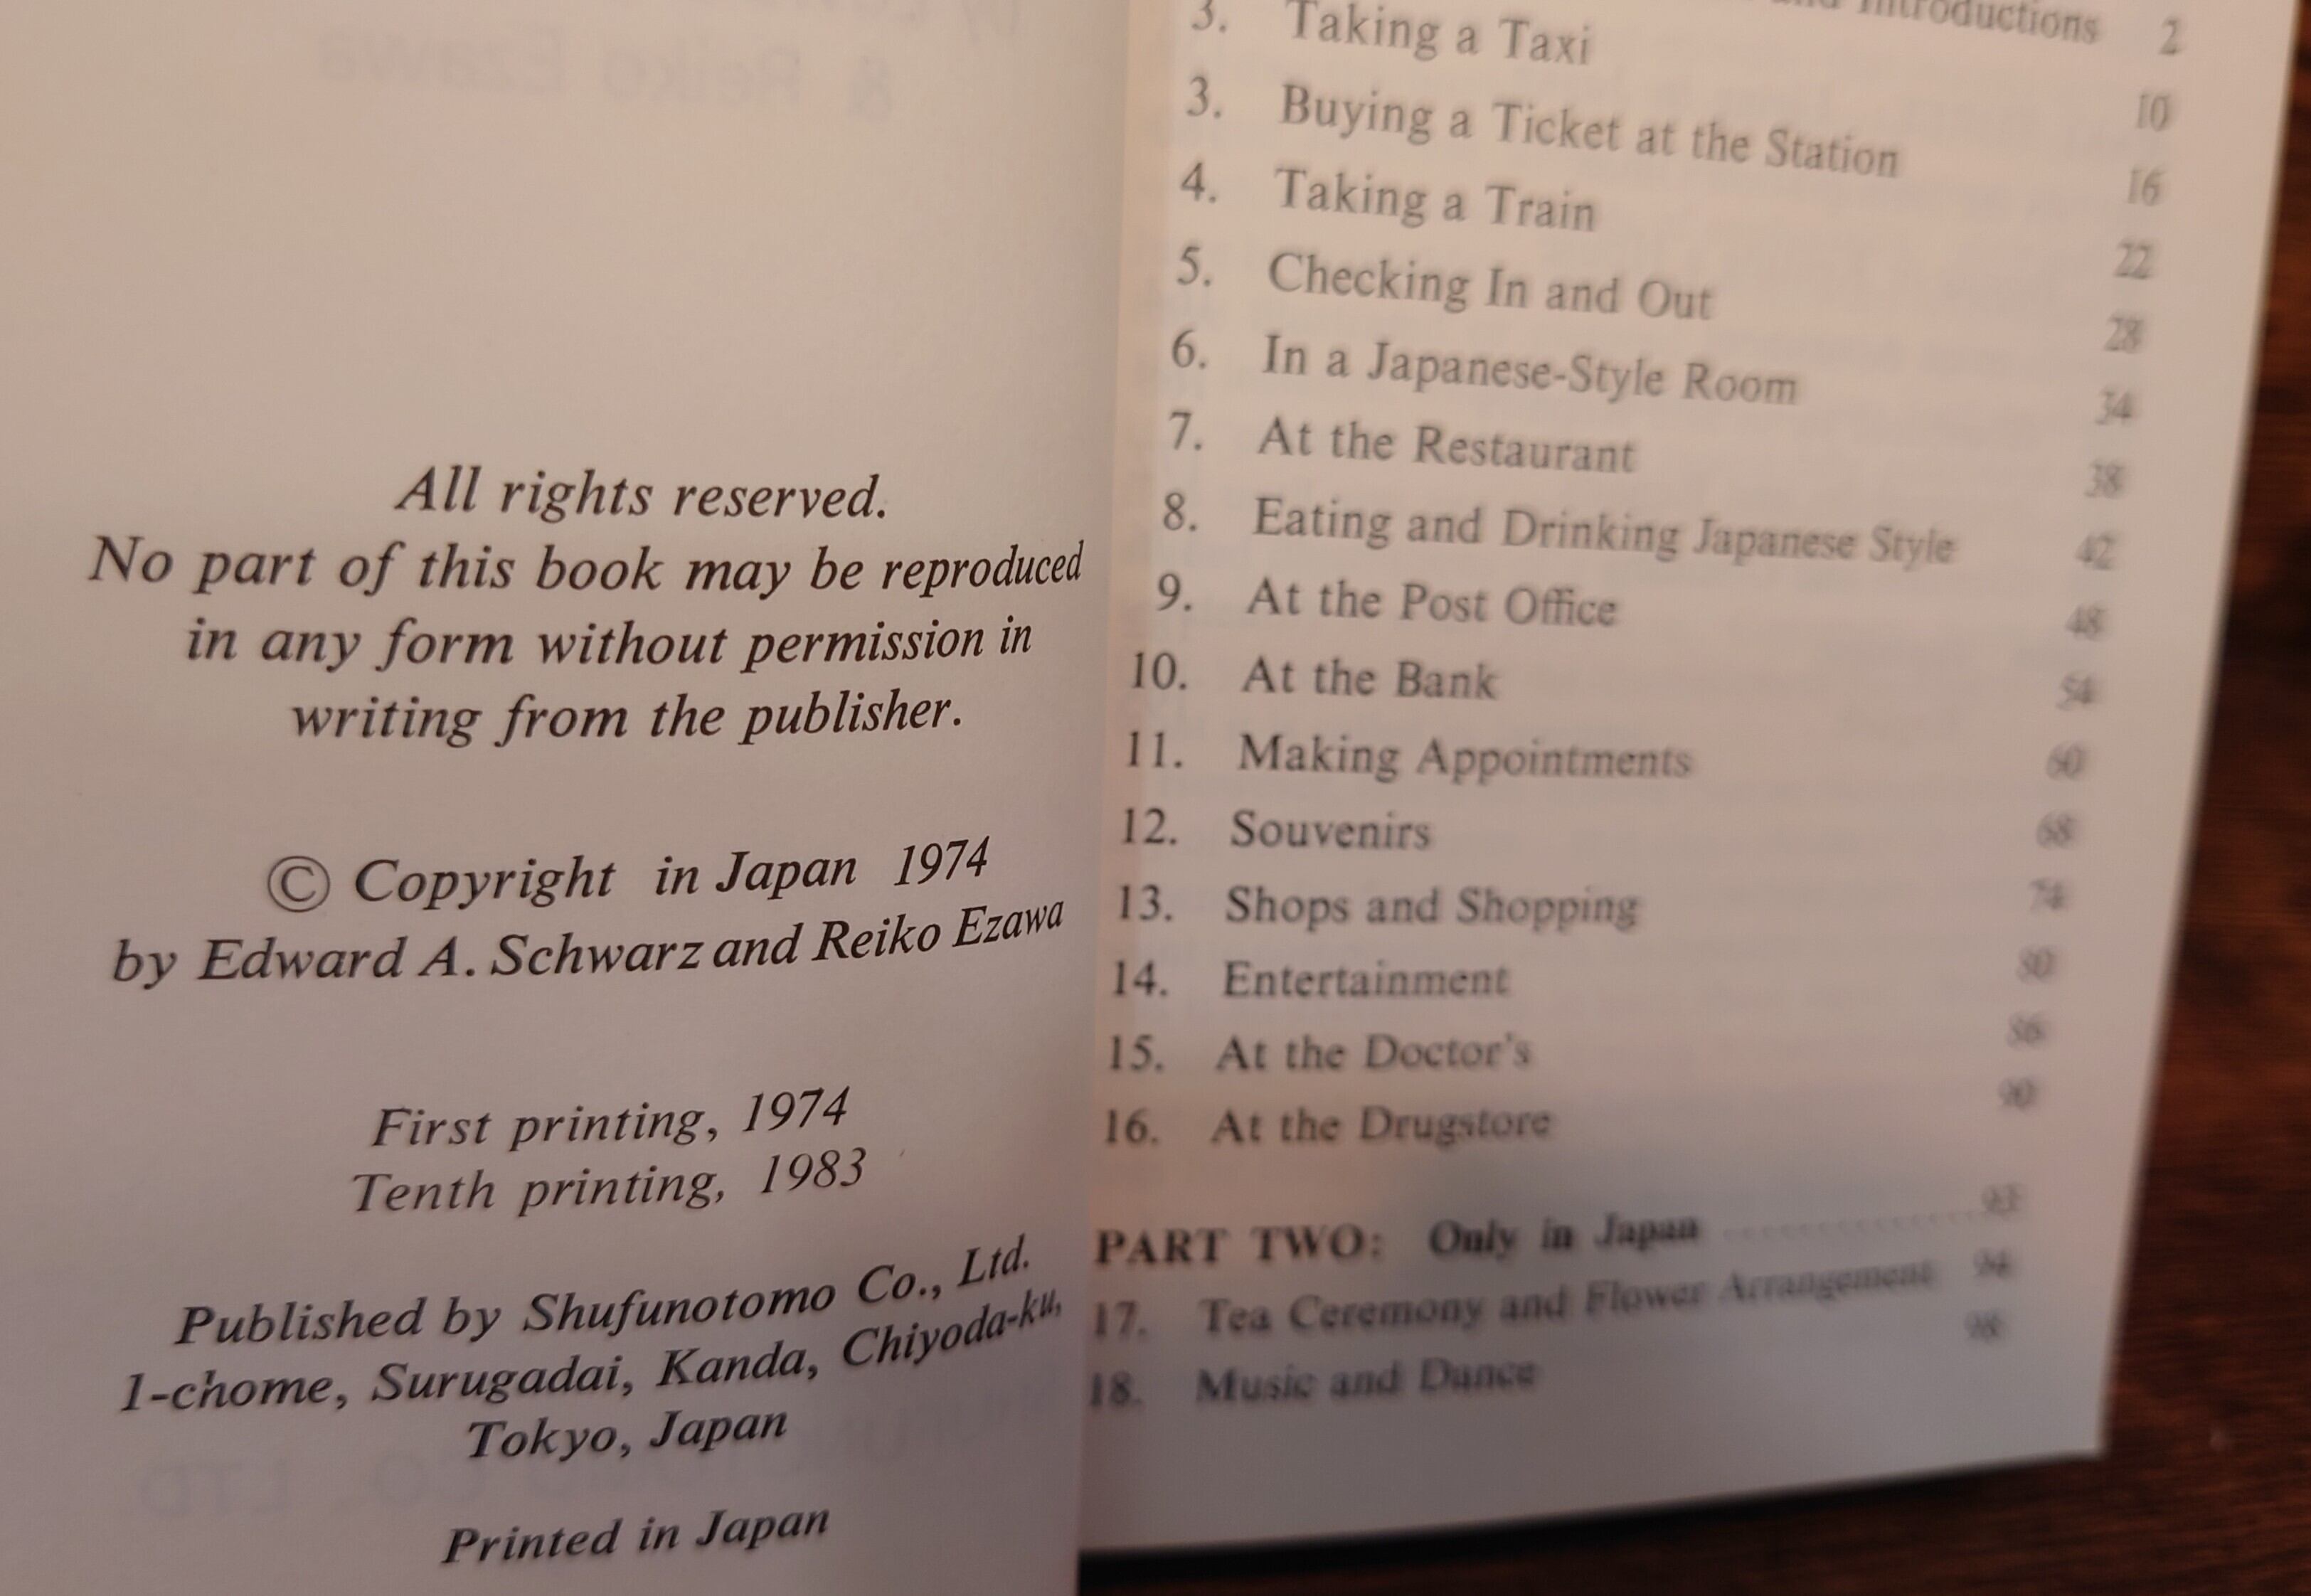 All rights reserved.
No part of this book may be reproduced
in any form without permission in
writing from the publisher.
© Copyright in Japan 1974
by Edward A. Schwarz and Reiko Ezawa
First printing, 1974
Tenth printing, 1983
Published by Shufunotomo Co., Ltd.
1-chome, Surugadai, Kanda, Chiyoda-ku,
Tokyo, Japan
Printed in Japan
and Introductions 2
3. Taking a Taxi 10
3. Buying a Ticket at the Station 16
4. Taking a Train 22
5. Checking In and Out 28
6. In a Japanese-Style Room 34
7. At the Restaurant 38
8. Eating and Drinking Japanese Style 42
9. At the Post Office 48
10. At the Bank 54
11. Making Appointments 60
12. Souvenirs 68
13. Shops and Shopping 74
14. Entertainment 80
15. At the Doctor's 86
16. At the Drugstore 90
PART TWO: Only in Japan .................... 93
17. Tea Ceremony and Flower Arrangement 94
18. Music and Dance 98